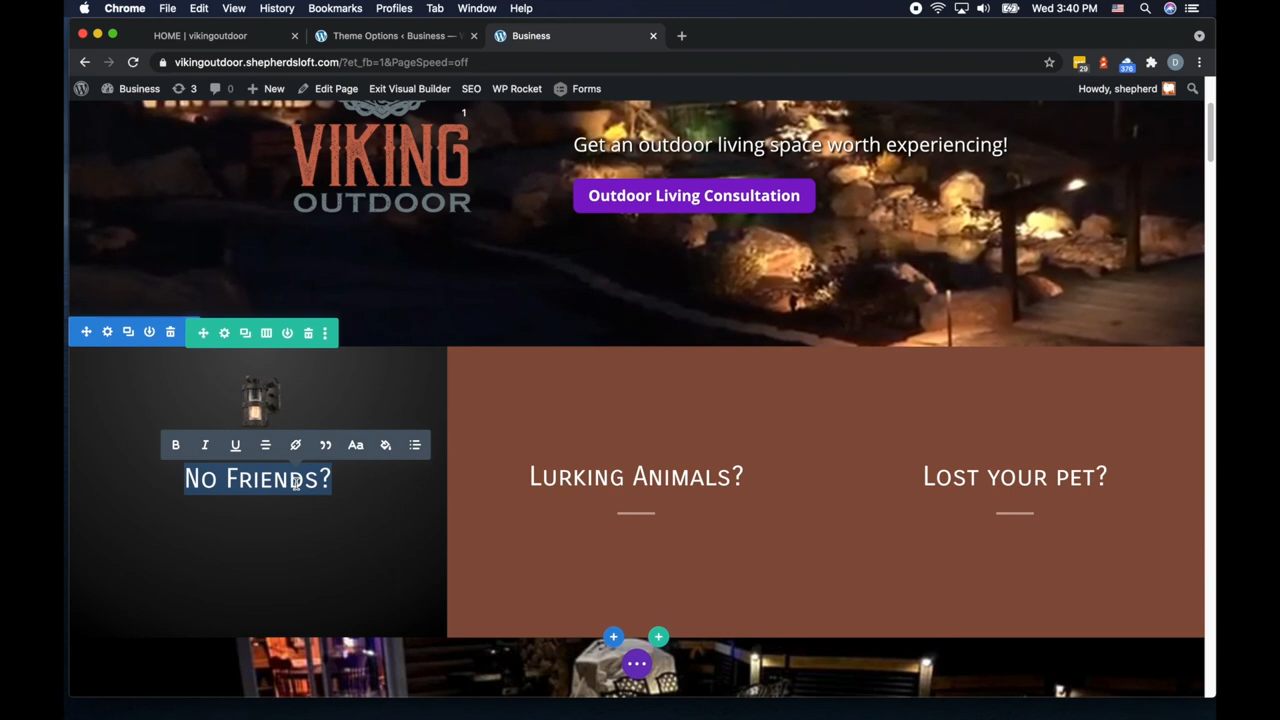 Chrome File Edit View History Bookmarks Profiles Tab Window Help Wed 3:40 PM
HOME | vikingoutdoor Theme Options ‹ Business — Business
vikingoutdoor.shepherdsloft.com/?et_fb=1&PageSpeed=off 29 376 D
Business 3 0 New Edit Page Exit Visual Builder SEO WP Rocket Forms Howdy, shepherd
1
VIKING
OUTDOOR
Get an outdoor living space worth experiencing!
Outdoor Living Consultation
B I U Aa
No Friends?
Lurking Animals?
Lost your pet?